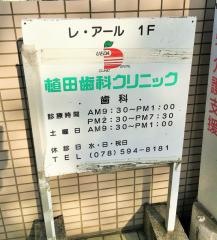 レ・アール 1F
UEDA
植田歯科クリニック
歯科
診療時間 AM9:30~PM1:00
PM2:30~PM7:30
土曜日 AM9:30~PM1:00
休診日 水・日・祝日
TEL (078)594-8181